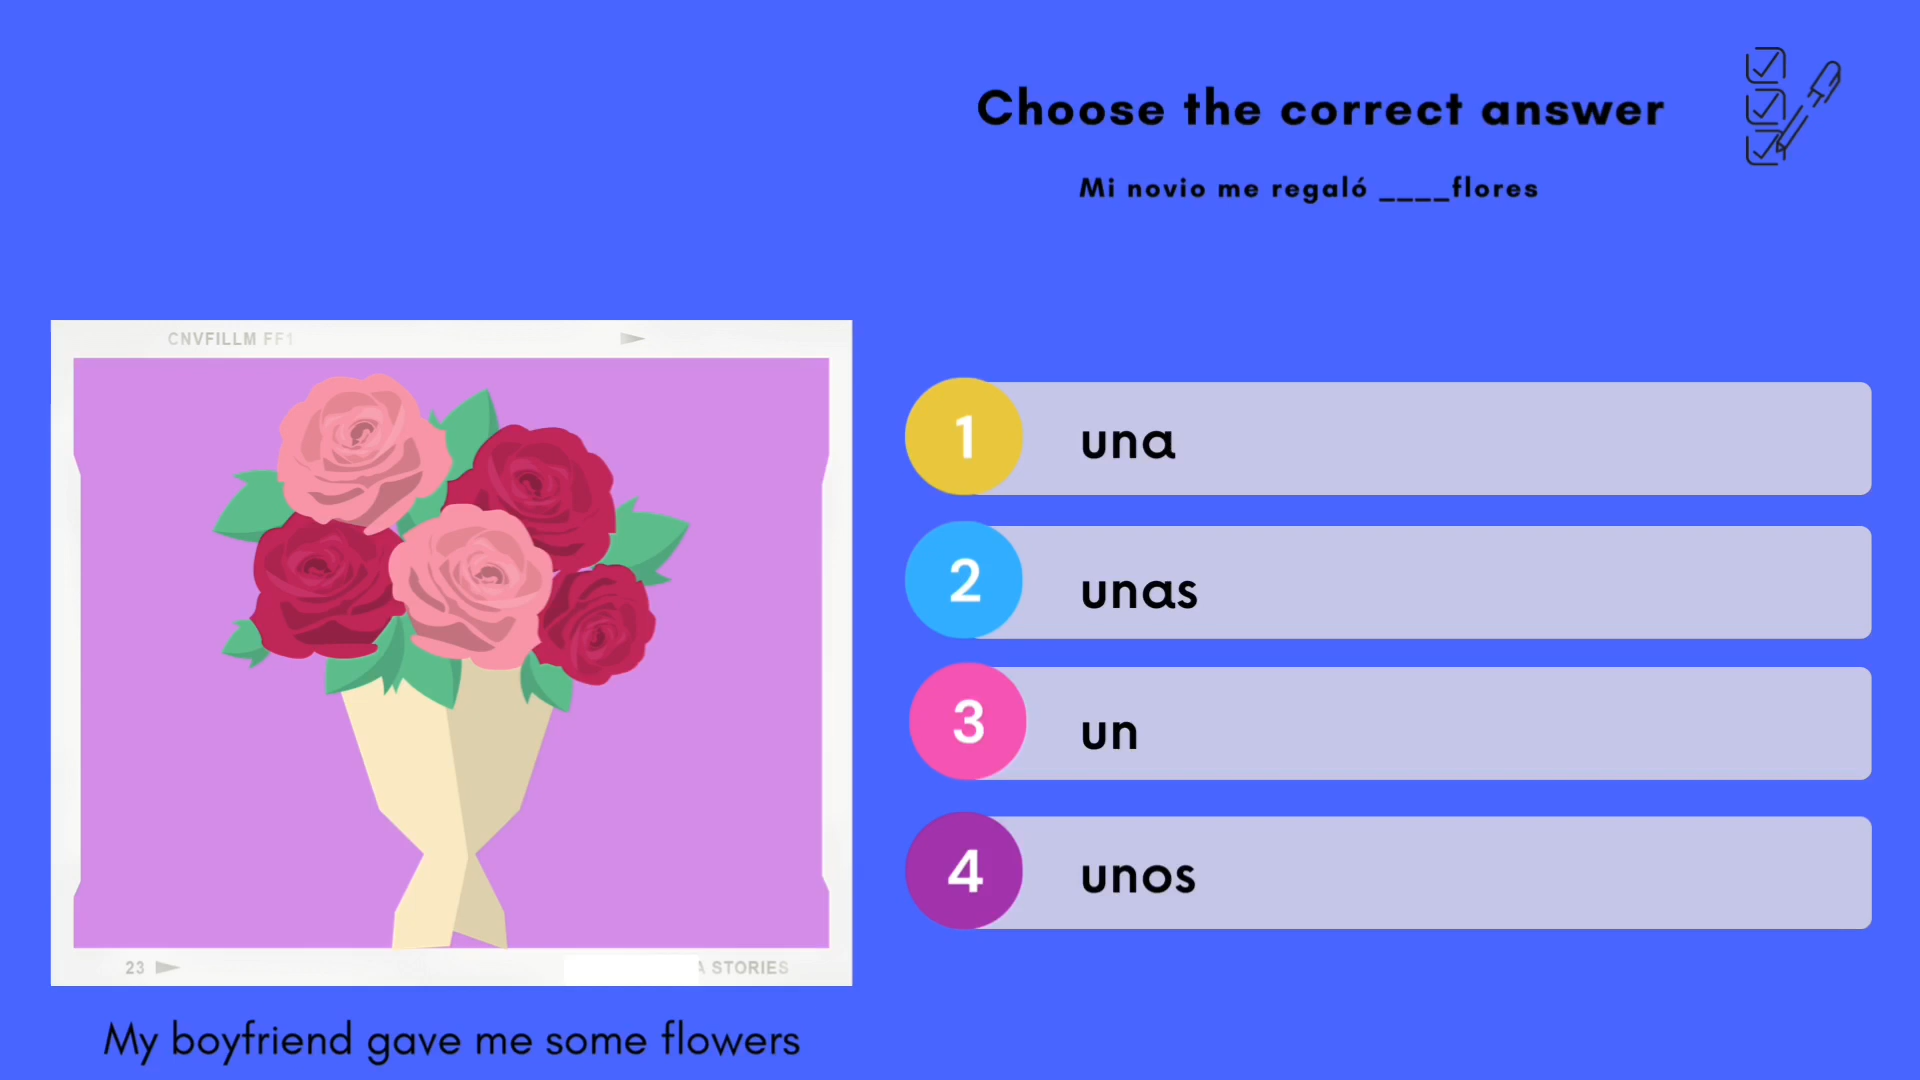 Choose the correct answer
Mi novio me regaló ____flores
CNVFILLM FF1
1 una
2 unas
3 un
4 unos
23
A STORIES
My boyfriend gave me some flowers